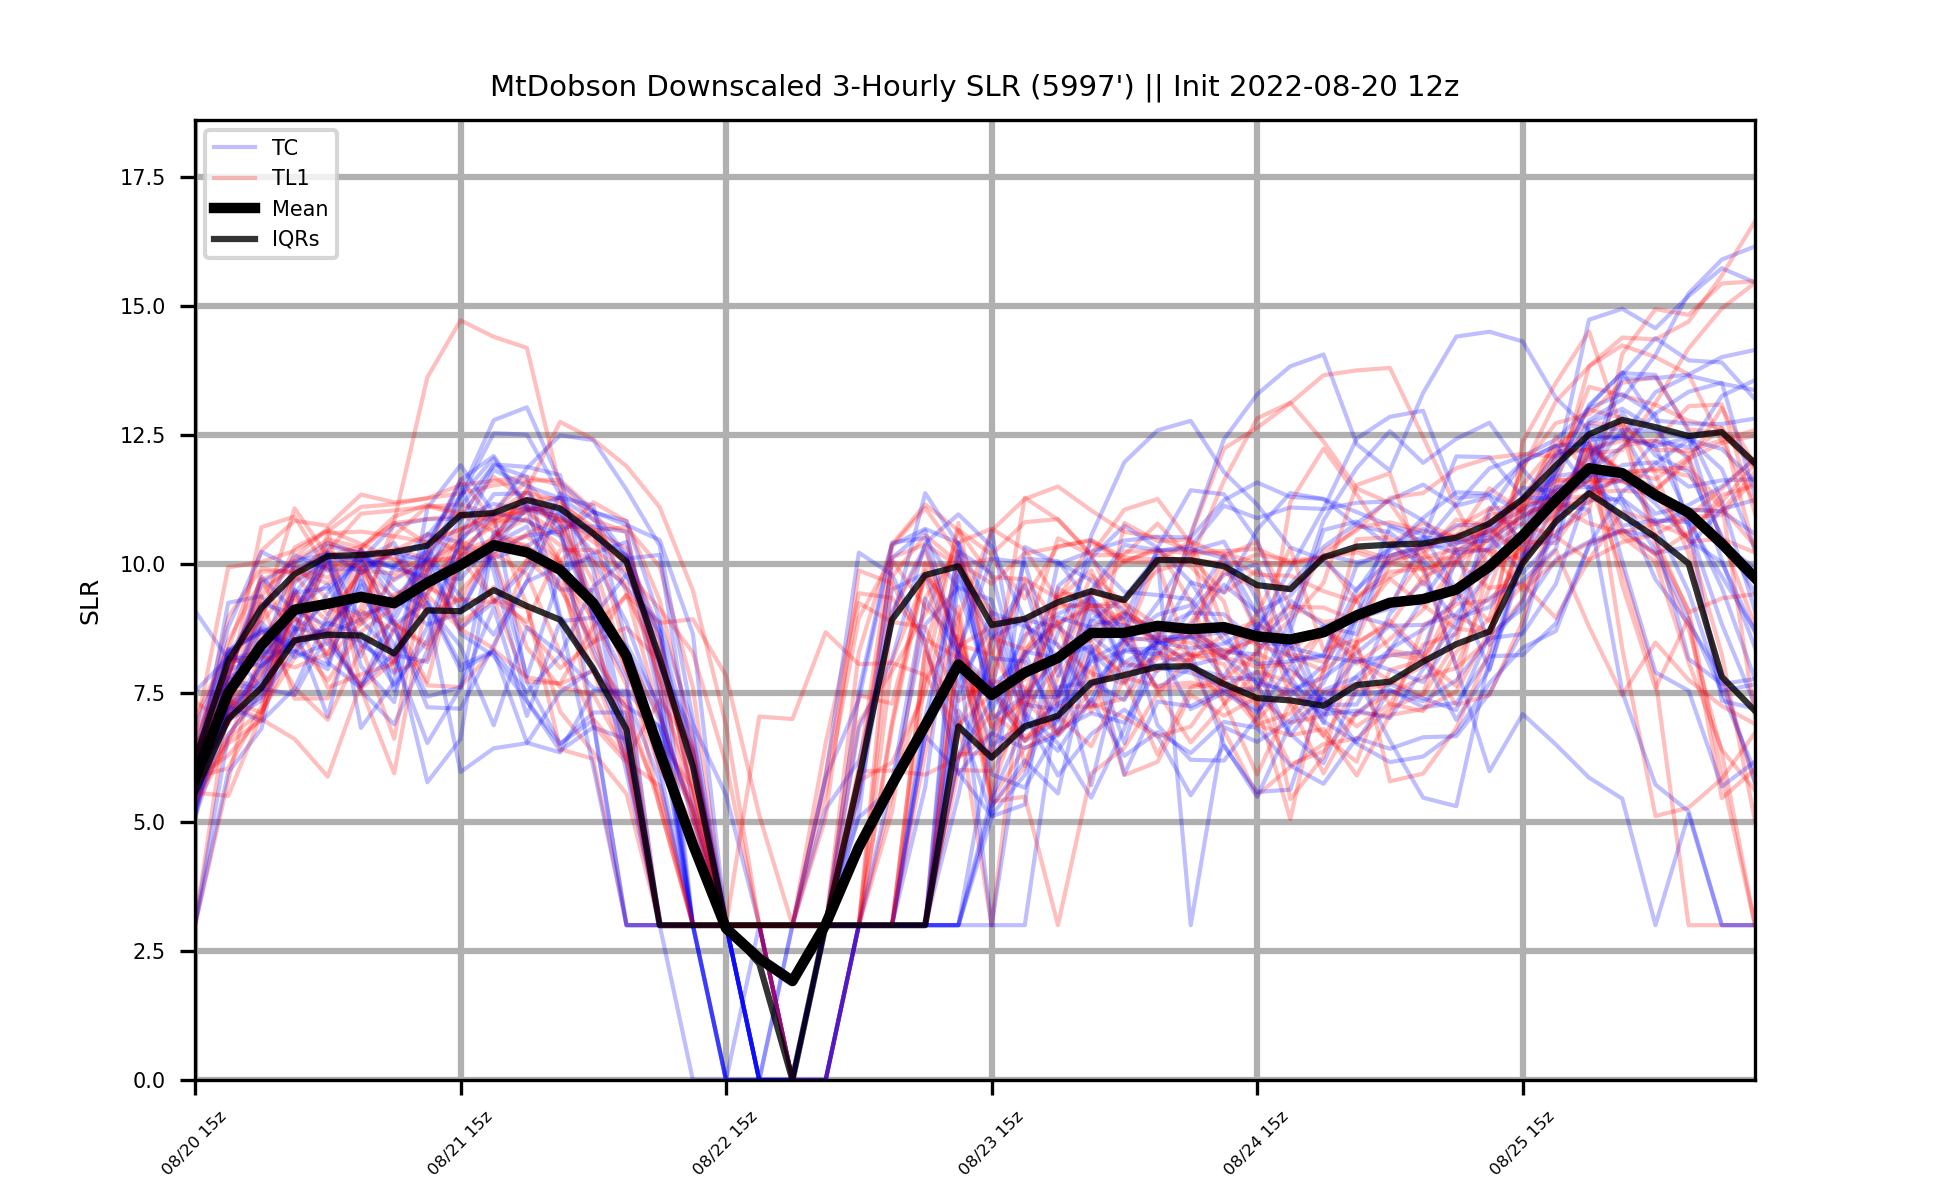 MtDobson Downscaled 3-Hourly SLR (5997') || Init 2022-08-20 12z
TC
TL1
Mean
IQRs
17.5
15.0
12.5
10.0
7.5
5.0
2.5
0.0
SLR
08/20 15z
08/21 15z
08/22 15z
08/23 15z
08/24 15z
08/25 15z